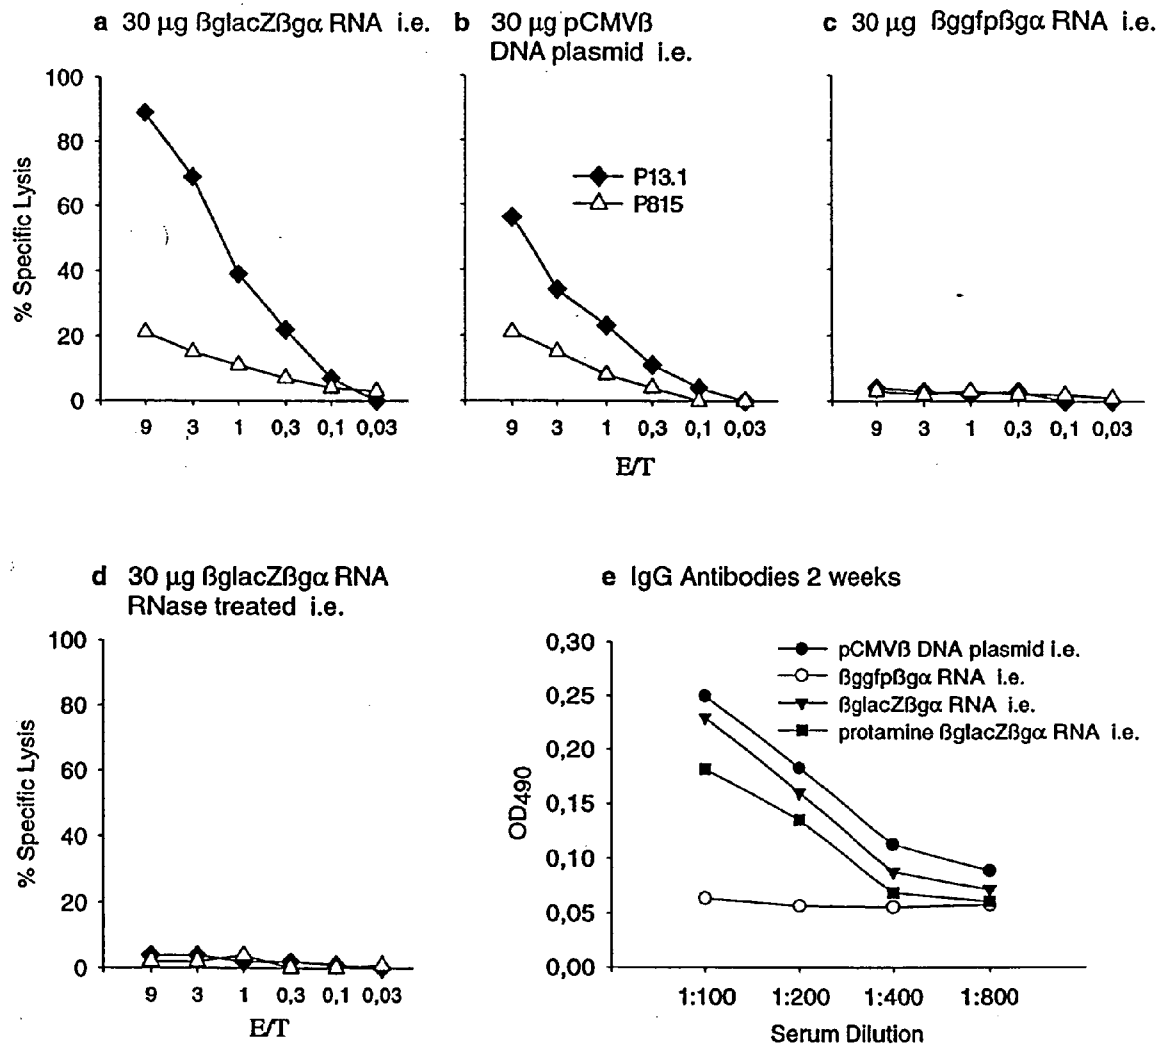 a 30 µg ßglacZßgα RNA i.e.
b 30 µg pCMVß
DNA plasmid i.e.
c 30 µg ßggfpßgα RNA i.e.
100
80
60
40
20
0
% Specific Lysis
P13.1
P815
9 3 1 0,3 0,1 0,03
9 3 1 0,3 0,1 0,03
9 3 1 0,3 0,1 0,03
E/T
d 30 µg ßglacZßgα RNA
RNase treated i.e.
100
80
60
40
20
0
% Specific Lysis
9 3 1 0,3 0,1 0,03
E/T
e IgG Antibodies 2 weeks
0,30
0,25
0,20
0,15
0,10
0,05
0,00
OD490
pCMVß DNA plasmid i.e.
ßggfpßgα RNA i.e.
ßglacZßgα RNA i.e.
protamine ßglacZßgα RNA i.e.
1:100 1:200 1:400 1:800
Serum Dilution